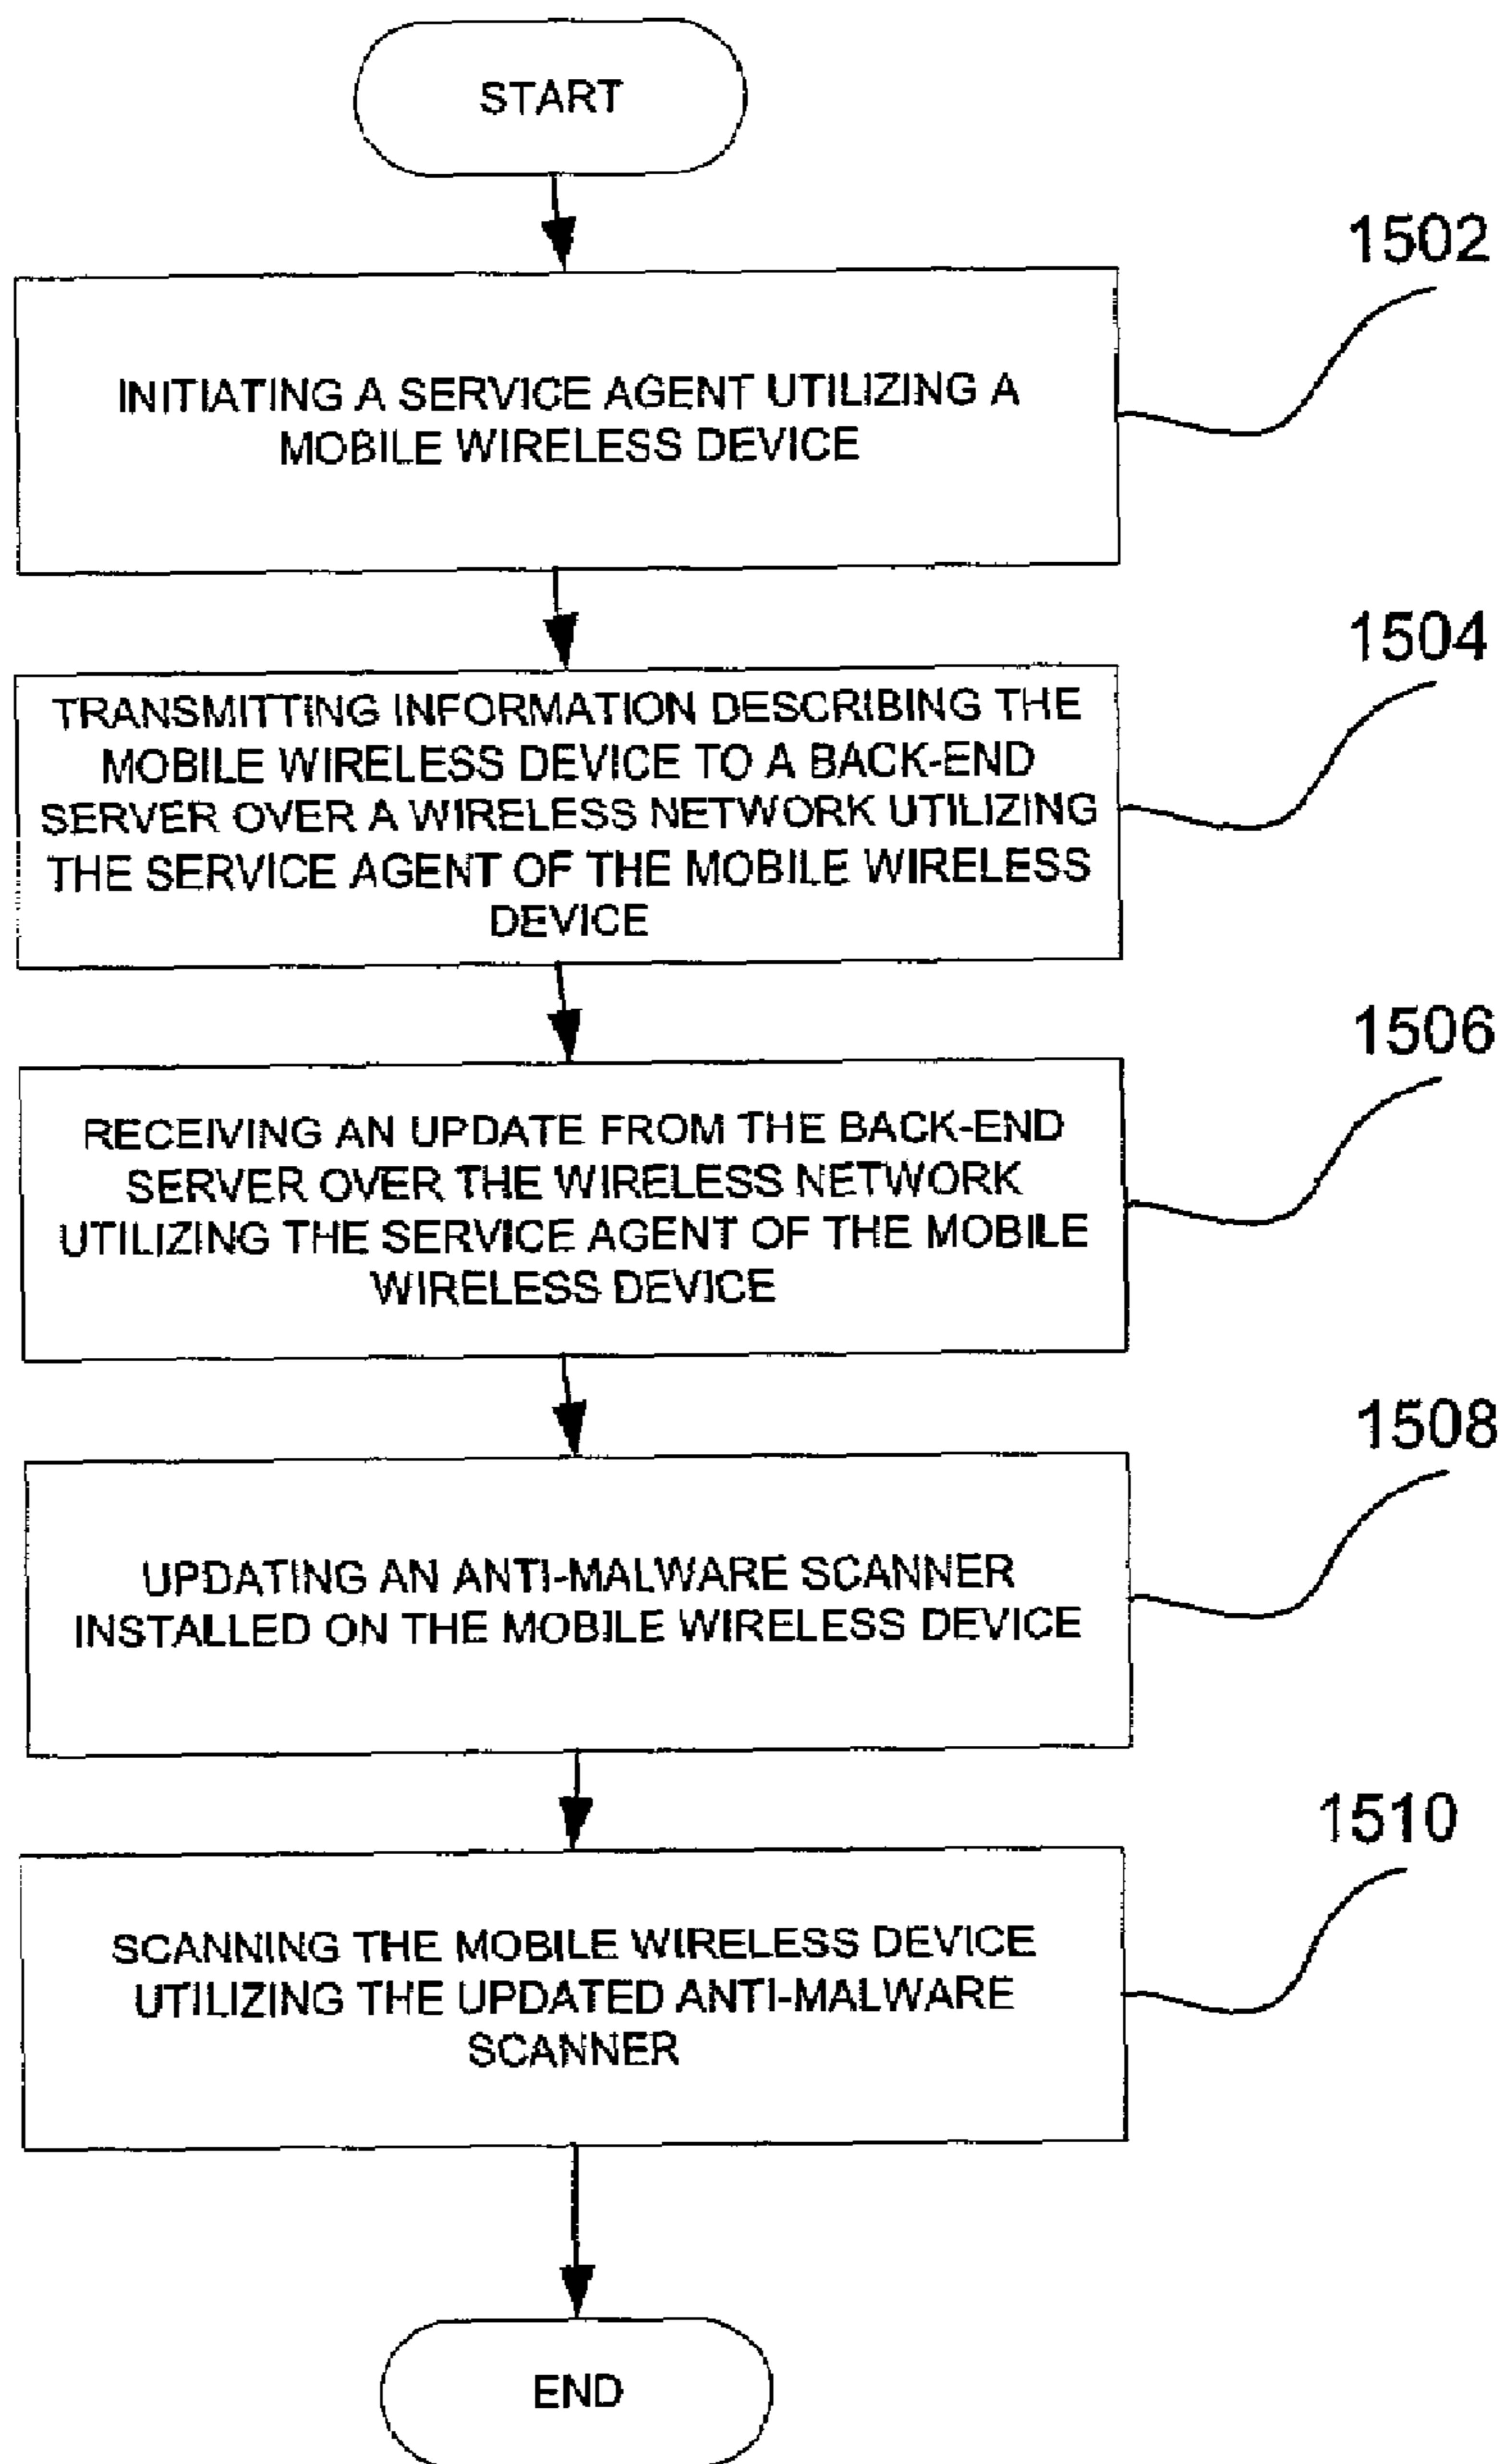 START
1502
INITIATING A SERVICE AGENT UTILIZING A
MOBILE WIRELESS DEVICE
1504
TRANSMITTING INFORMATION DESCRIBING THE
MOBILE WIRELESS DEVICE TO A BACK-END
SERVER OVER A WIRELESS NETWORK UTILIZING
THE SERVICE AGENT OF THE MOBILE WIRELESS
DEVICE
1506
RECEIVING AN UPDATE FROM THE BACK-END
SERVER OVER THE WIRELESS NETWORK
UTILIZING THE SERVICE AGENT OF THE MOBILE
WIRELESS DEVICE
1508
UPDATING AN ANTI-MALWARE SCANNER
INSTALLED ON THE MOBILE WIRELESS DEVICE
1510
SCANNING THE MOBILE WIRELESS DEVICE
UTILIZING THE UPDATED ANTI-MALWARE
SCANNER
END